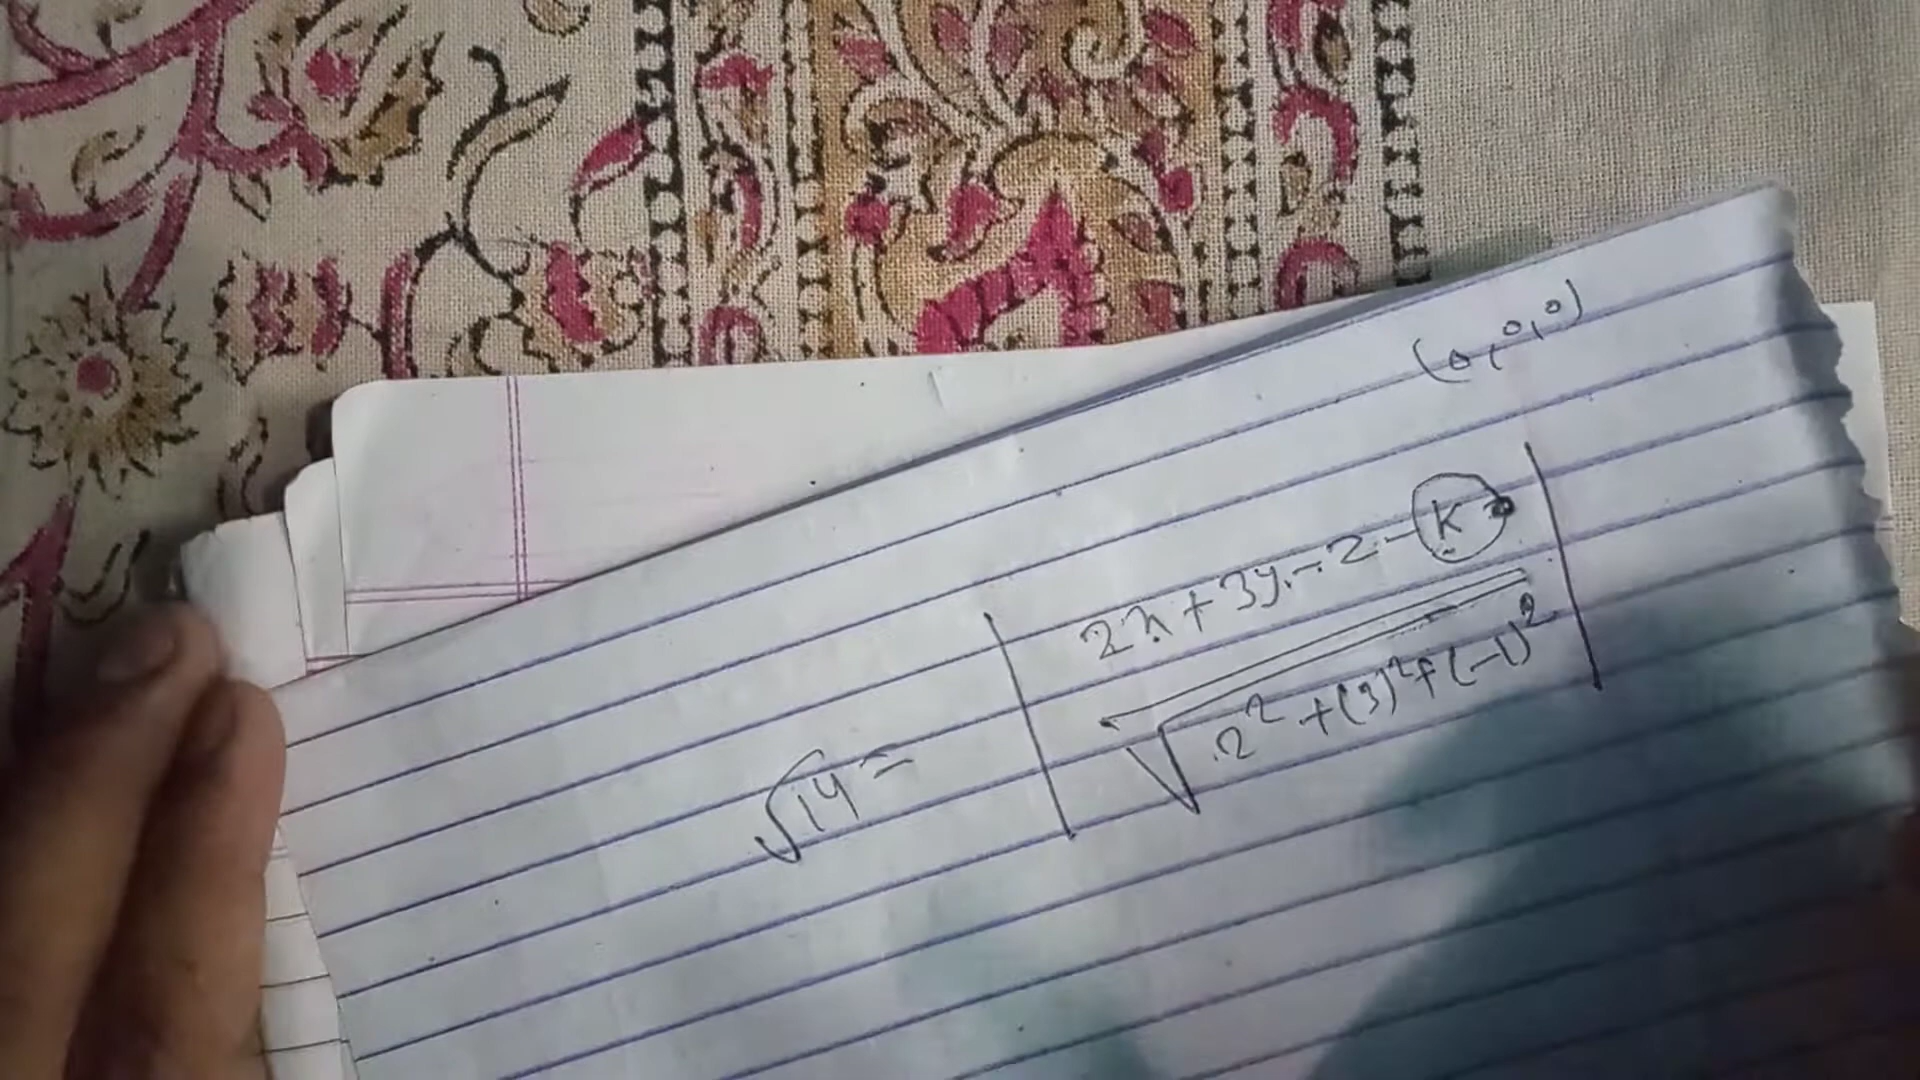 (0,0,0)
√14 = | 2x+3y-z-k / √2²+(3)²+(-1)² |